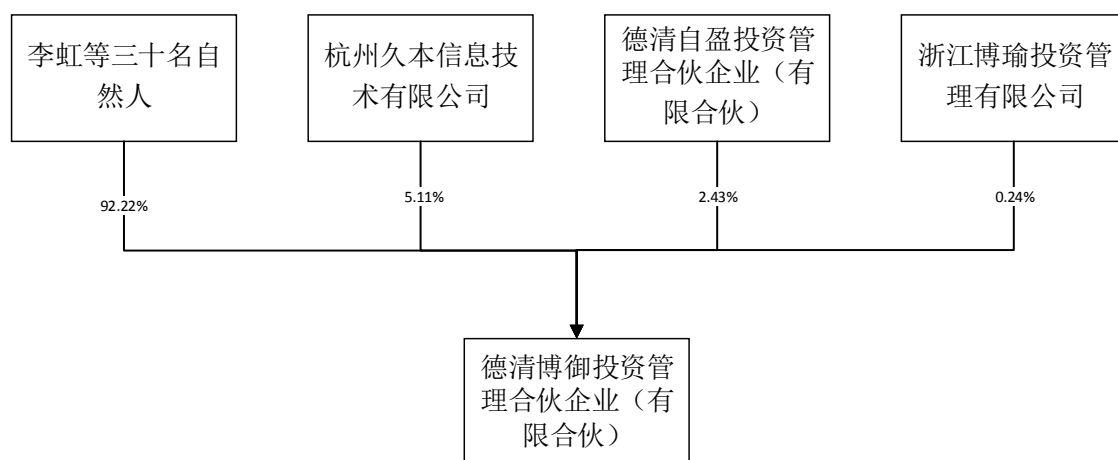 李虹等三十名自
然人
杭州久本信息技
术有限公司
德清自盈投资管
理合伙企业（有
限合伙）
浙江博瑜投资管
理有限公司
92.22%
5.11%
2.43%
0.24%
德清博御投资管
理合伙企业（有
限合伙）